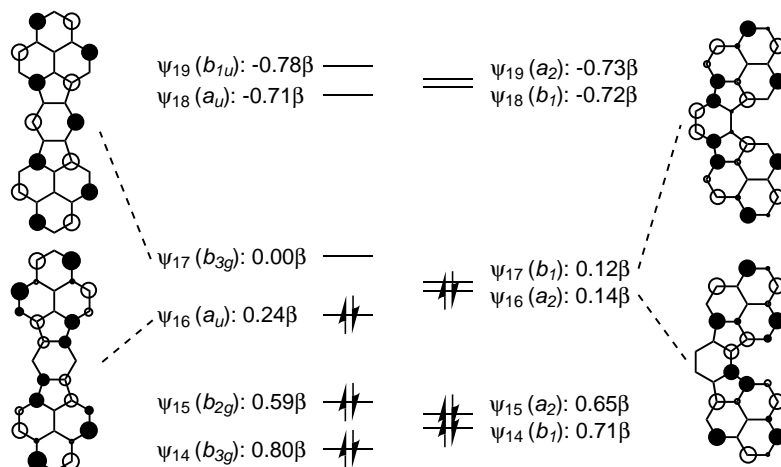 ψ19 (b1u): -0.78β
ψ18 (au): -0.71β
ψ17 (b3g): 0.00β
ψ16 (au): 0.24β
ψ15 (b2g): 0.59β
ψ14 (b3g): 0.80β
ψ19 (a2): -0.73β
ψ18 (b1): -0.72β
ψ17 (b1): 0.12β
ψ16 (a2): 0.14β
ψ15 (a2): 0.65β
ψ14 (b1): 0.71β